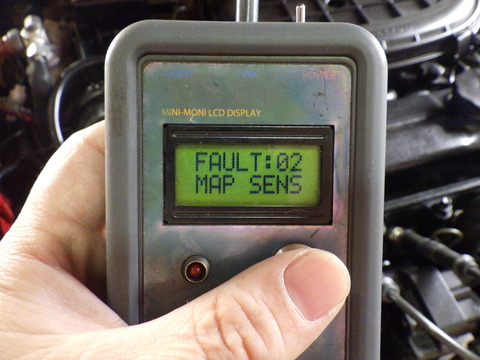 POWER
MINI-MONI LCD DISPLAY
FAULT:02
MAP SENS